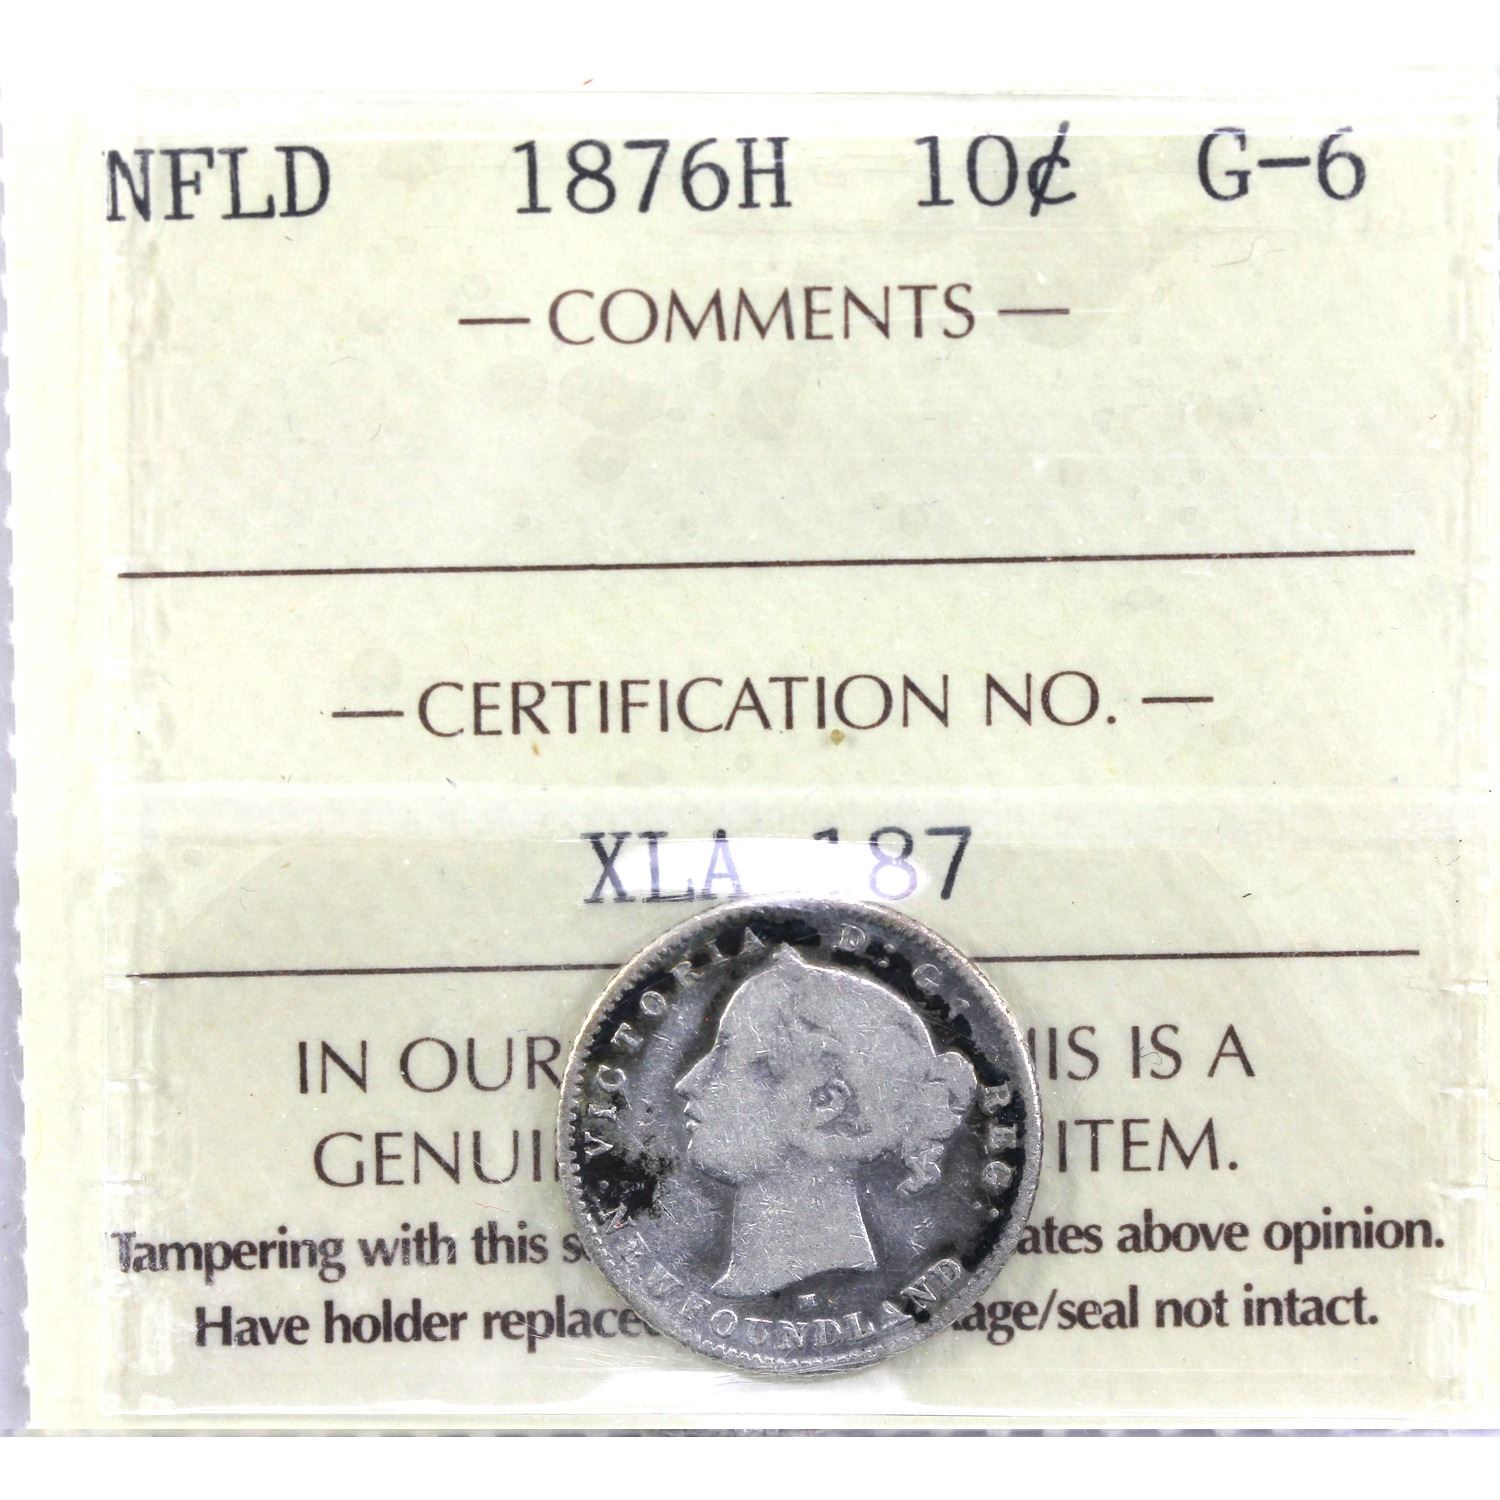 NFLD 1876H 10¢ G-6
— COMMENTS —
— CERTIFICATION NO. —
XLA 187
IN OUR IS IS A
GENUI ITEM.
Tampering with this s ates above opinion.
Have holder replace age/seal not intact.
VICTORIA D: G: REG:
NEWFOUNDLAND
H